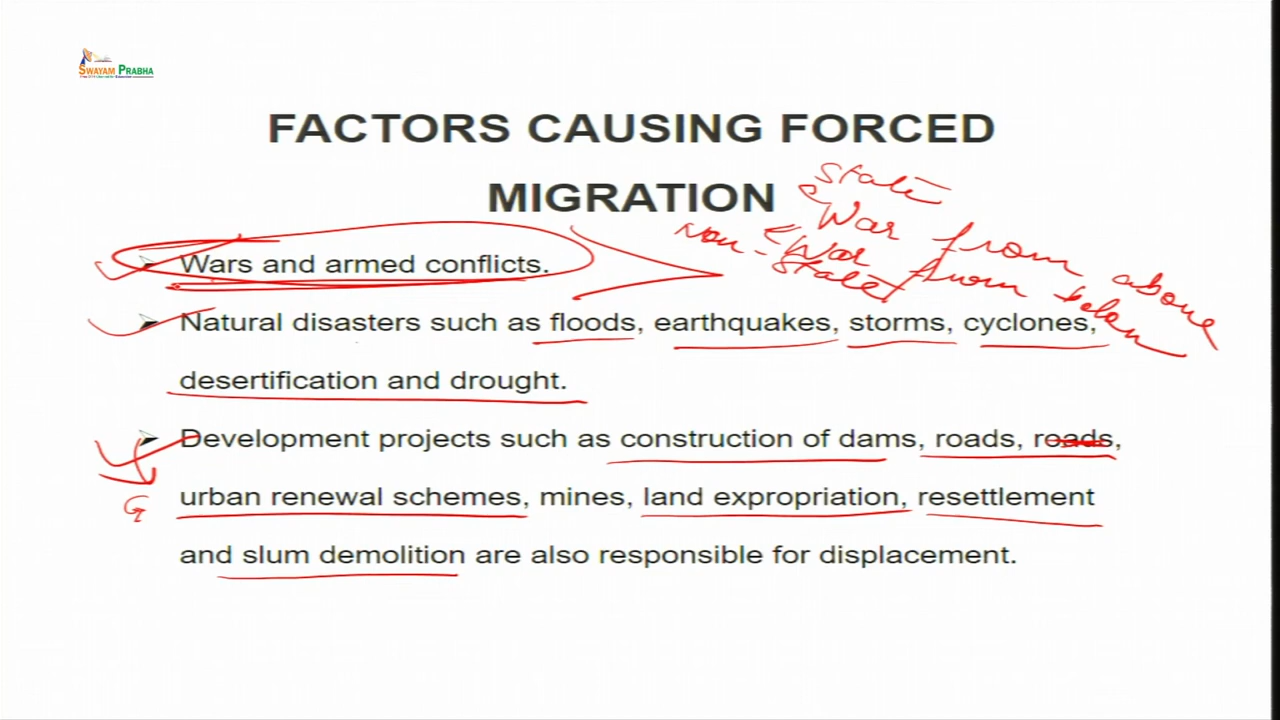 SWAYAM PRABHA
FACTORS CAUSING FORCED
MIGRATION
State
War from above
Non-State
War from below
Wars and armed conflicts.
Natural disasters such as floods, earthquakes, storms, cyclones,
desertification and drought.
Development projects such as construction of dams, roads, roads,
urban renewal schemes, mines, land expropriation, resettlement
G
and slum demolition are also responsible for displacement.